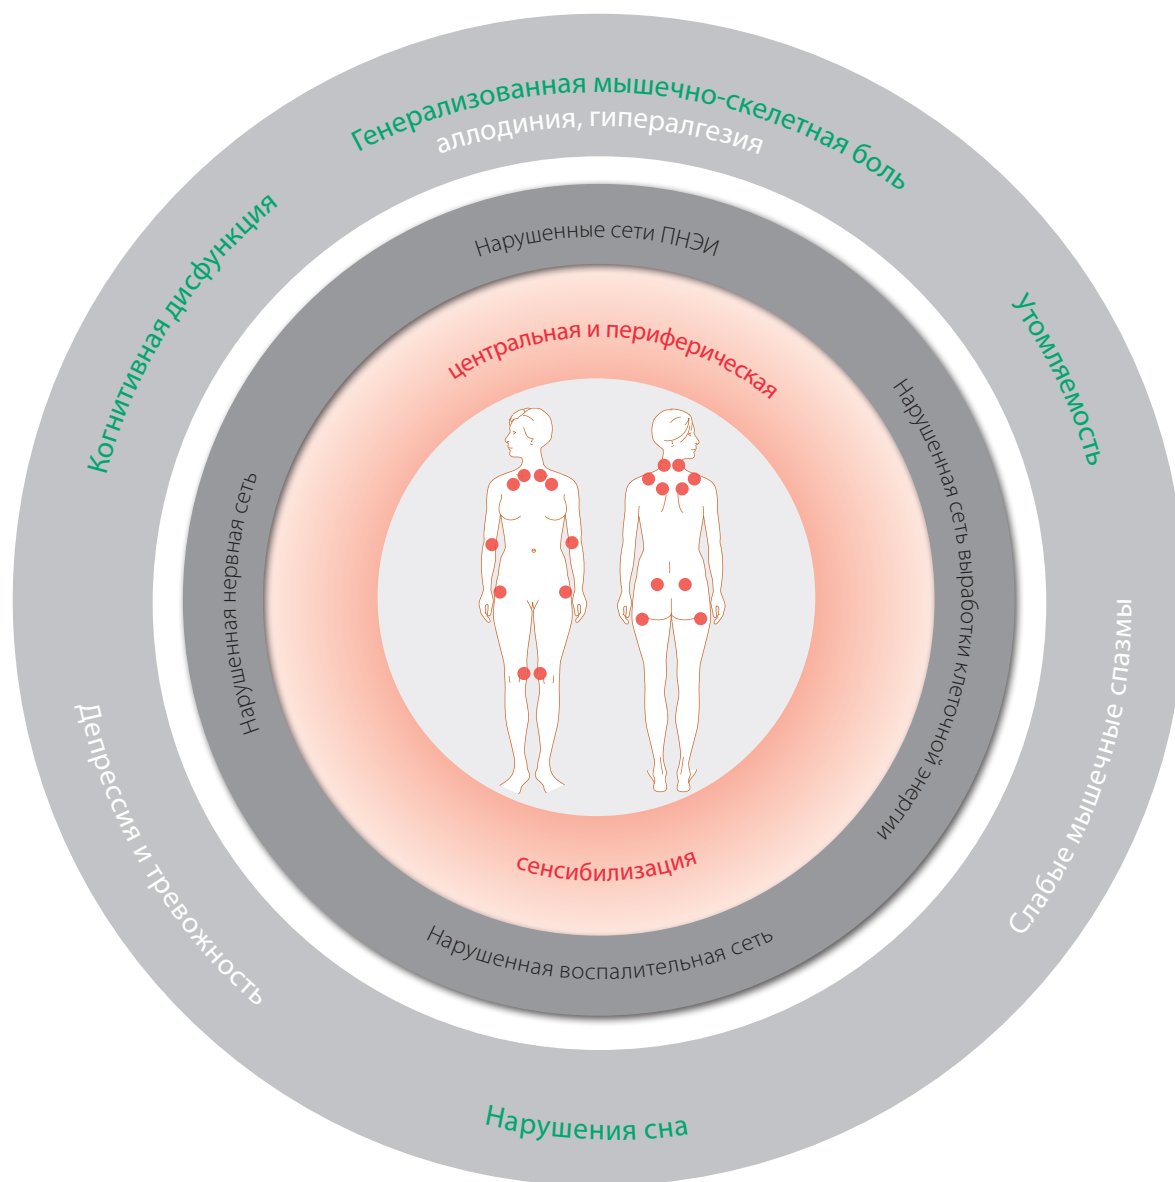 Генерализованная мышечно-скелетная боль
аллодиния, гипералгезия
Утомляемость
Слабые мышечные спазмы
Нарушения сна
Депрессия и тревожность
Когнитивная дисфункция
Нарушенные сети ПНЭИ
Нарушенная сеть выработки клеточной энергии
Нарушенная воспалительная сеть
Нарушенная нервная сеть
центральная и периферическая
сенсибилизация